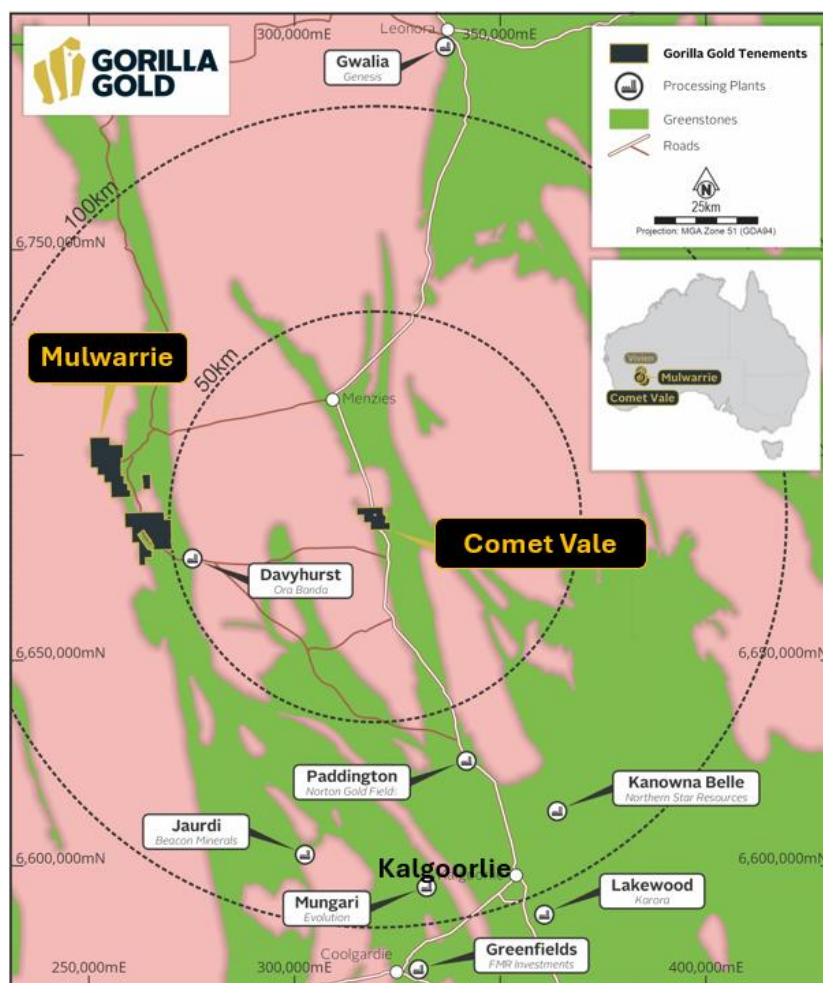 GORILLA
GOLD
300,000mE
Leonora
350,000mE
Gwalia
Genesis
Gorilla Gold Tenements
Processing Plants
Greenstones
Roads
N
25km
Projection: MGA Zone 51 (GDA94)
100km
6,750,000mN
Mulwarrie
50km
Menzies
Vivien
Mulwarrie
Comet Vale
Comet Vale
Davyhurst
Ora Banda
6,650,000mN
6,650,000mN
Paddington
Norton Gold Fields
Kanowna Belle
Northern Star Resources
Jaurdi
Beacon Minerals
6,600,000mN
Kalgoorlie
6,600,000mN
Mungari
Evolution
Lakewood
Karora
Coolgardie
Greenfields
FMR Investments
250,000mE
300,000mE
400,000mE